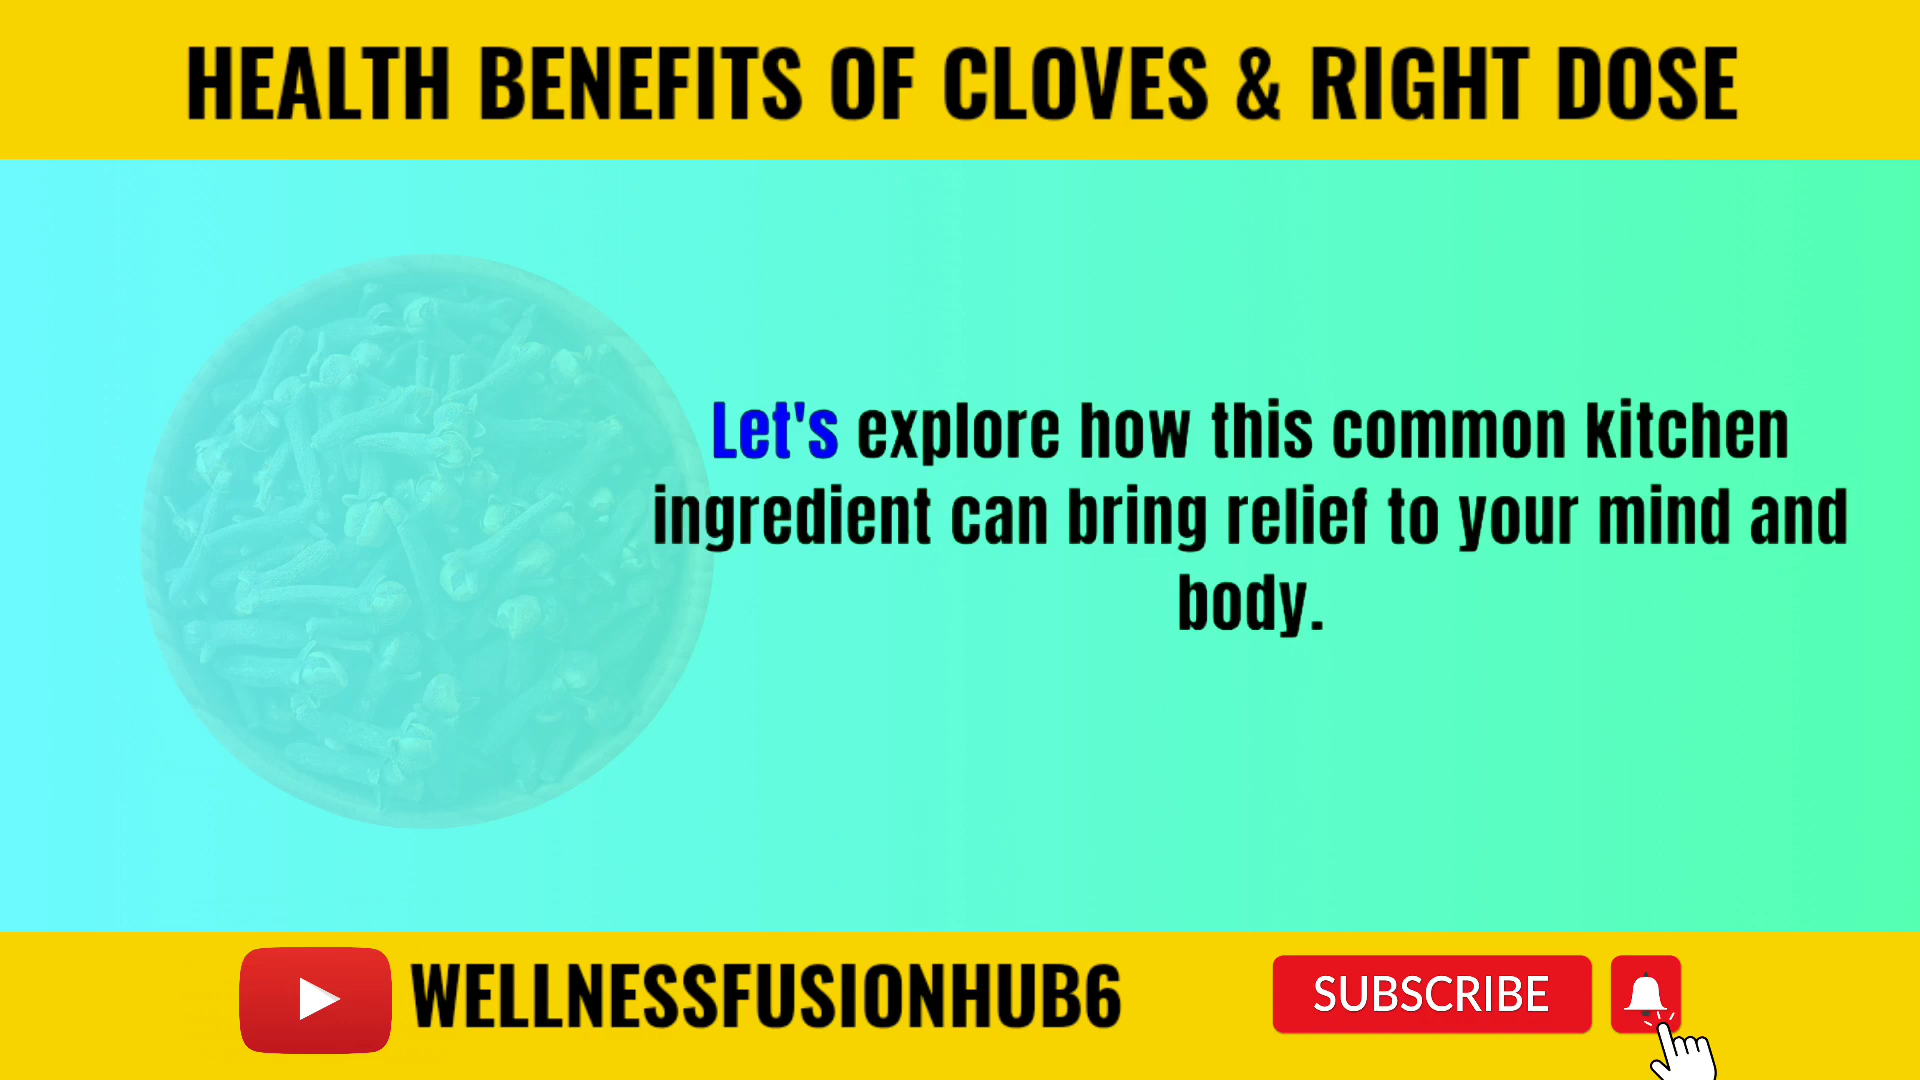 HEALTH BENEFITS OF CLOVES & RIGHT DOSE
Let's explore how this common kitchen
ingredient can bring relief to your mind and
body.
WELLNESSFUSIONHUB6
SUBSCRIBE